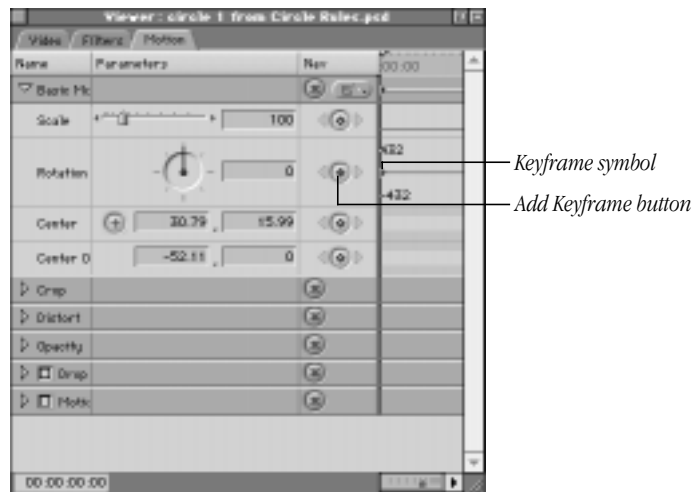 Viewer: circle 1 from Circle Rules.psd
Video Filters Motion
Name Parameters Nav 00:00
Basic Mo
Scale 100
432
Rotation 0
-432
Center 30.79 15.99
Center O -52.11 0
Crop
Distort
Opacity
Drop
Motio
00:00:00:00
Keyframe symbol
Add Keyframe button